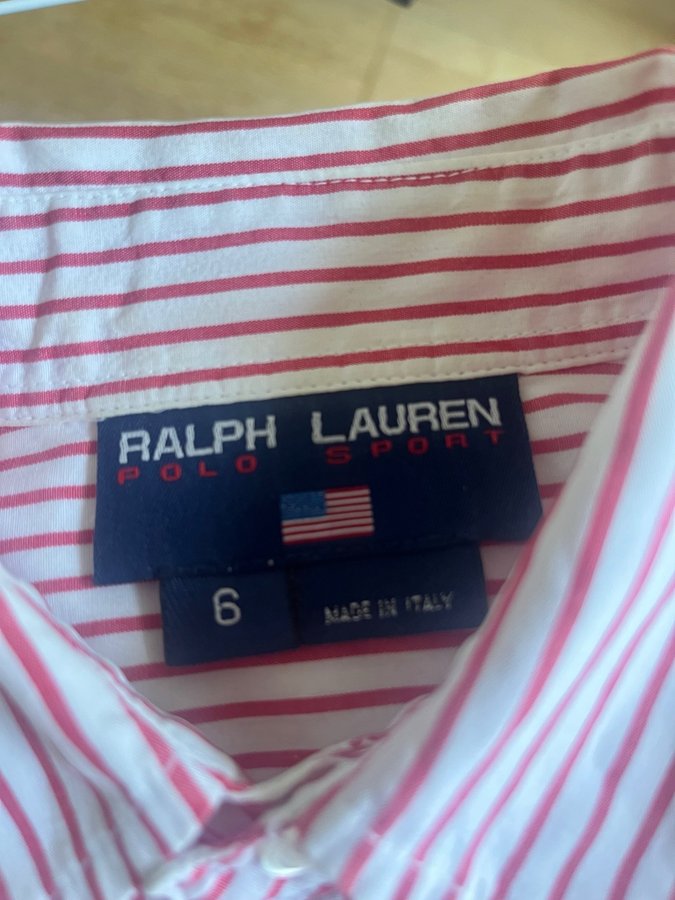 RALPH LAUREN
POLO SPORT
6
MADE IN ITALY